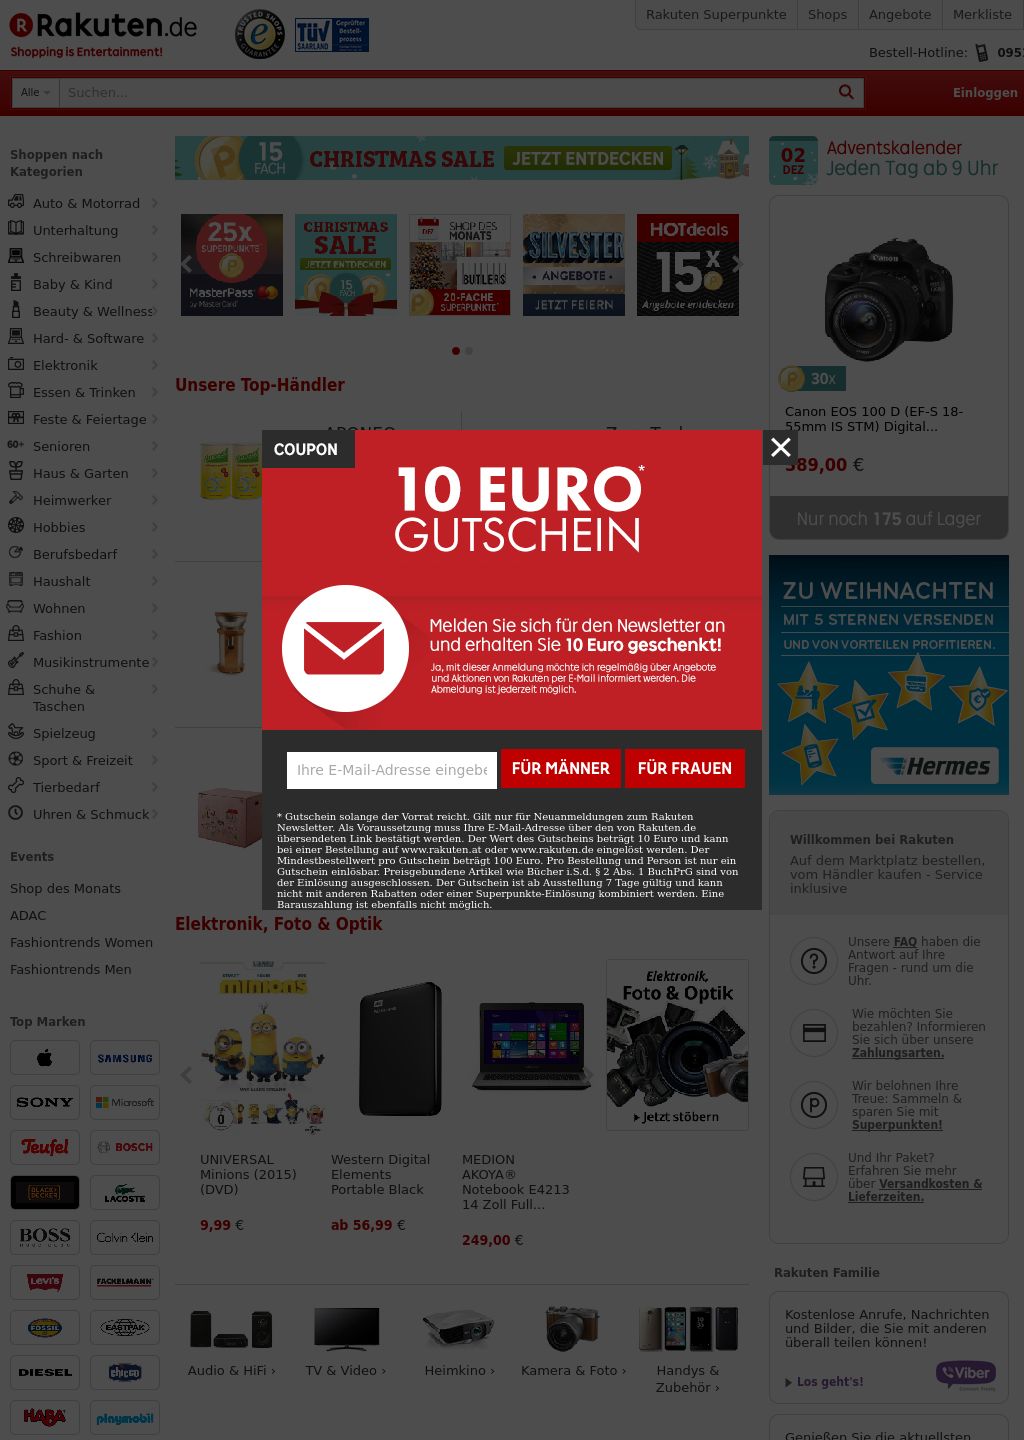 Rakuten.de
Shopping is Entertainment!
TRUSTED SHOPS
GUARANTEE
TÜV
SAARLAND
Geprüfter
Bestell-
prozess
Rakuten Superpunkte
Shops
Angebote
Merkliste
Bestell-Hotline:
Alle
Suchen...
Einloggen
Shoppen nach
Kategorien
Auto & Motorrad
Unterhaltung
Schreibwaren
Baby & Kind
Beauty & Wellness
Hard- & Software
Elektronik
Essen & Trinken
Feste & Feiertage
60+
Senioren
Haus & Garten
Heimwerker
Hobbies
Berufsbedarf
Haushalt
Wohnen
Fashion
Musikinstrumente
Schuhe &
Taschen
Spielzeug
Sport & Freizeit
Tierbedarf
Uhren & Schmuck
Events
Shop des Monats
ADAC
Fashiontrends Women
Fashiontrends Men
Top Marken
SAMSUNG
SONY
Microsoft
Teufel
BOSCH
BLACK+
DECKER
LACOSTE
BOSS
HUGO BOSS
Calvin Klein
LEVI'S
FACKELMANN
FOSSIL
EASTPAK
DIESEL
chicco
HABA
playmobil
15
FACH
CHRISTMAS SALE
JETZT ENTDECKEN
25x
SUPERPUNKTE
MasterPass
by MasterCard
CHRISTMAS
SALE
JETZT ENTDECKEN
15
FACH
DEZ
SHOP DES
MONATS
BUTLERS
20-FACHE
SUPERPUNKTE*
SILVESTER
• ANGEBOTE •
JETZT FEIERN
HOTdeals
15x
Angebote entdecken
Unsere Top-Händler
COUPON
10 EURO*
GUTSCHEIN
Melden Sie sich für den Newsletter an
und erhalten Sie 10 Euro geschenkt!
Ja, mit dieser Anmeldung möchte ich regelmäßig über Angebote
und Aktionen von Rakuten per E-Mail informiert werden. Die
Abmeldung ist jederzeit möglich.
Ihre E-Mail-Adresse eingebe
FÜR MÄNNER
FÜR FRAUEN
* Gutschein solange der Vorrat reicht. Gilt nur für Neuanmeldungen zum Rakuten
Newsletter. Als Voraussetzung muss Ihre E-Mail-Adresse über den von Rakuten.de
übersendeten Link bestätigt werden. Der Wert des Gutscheins beträgt 10 Euro und kann
bei einer Bestellung auf www.rakuten.at oder www.rakuten.de eingelöst werden. Der
Mindestbestellwert pro Gutschein beträgt 100 Euro. Pro Bestellung und Person ist nur ein
Gutschein einlösbar. Preisgebundene Artikel wie Bücher i.S.d. § 2 Abs. 1 BuchPrG sind von
der Einlösung ausgeschlossen. Der Gutschein ist ab Ausstellung 7 Tage gültig und kann
nicht mit anderen Rabatten oder einer Superpunkte-Einlösung kombiniert werden. Eine
Barauszahlung ist ebenfalls nicht möglich.
Elektronik, Foto & Optik
minions
UNIVERSAL
Minions (2015)
(DVD)
9,99 €
Western Digital
Elements
Portable Black
ab 56,99 €
MEDION
AKOYA®
Notebook E4213
14 Zoll Full...
249,00 €
Elektronik,
Foto & Optik
Jetzt stöbern
Audio & HiFi ›
TV & Video ›
Heimkino ›
Kamera & Foto ›
Handys &
Zubehör ›
02
DEZ
Adventskalender
Jeden Tag ab 9 Uhr
Canon
30x
Canon EOS 100 D (EF-S 18-
55mm IS STM) Digital...
389,00 €
Nur noch 175 auf Lager
ZU WEIHNACHTEN
MIT 5 STERNEN VERSENDEN
UND VON VORTEILEN PROFITIEREN.
Hermes
Willkommen bei Rakuten
Auf dem Marktplatz bestellen,
vom Händler kaufen - Service
inklusive
Unsere FAQ haben die
Antwort auf Ihre
Fragen - rund um die
Uhr.
Wie möchten Sie
bezahlen? Informieren
Sie sich über unsere
Zahlungsarten.
Wir belohnen Ihre
Treue: Sammeln &
sparen Sie mit
Superpunkten!
Und Ihr Paket?
Erfahren Sie mehr
über Versandkosten &
Lieferzeiten.
Rakuten Familie
Kostenlose Anrufe, Nachrichten
und Bilder, die Sie mit anderen
überall teilen können!
Los geht's!
Viber
Genießen Sie die aktuellsten